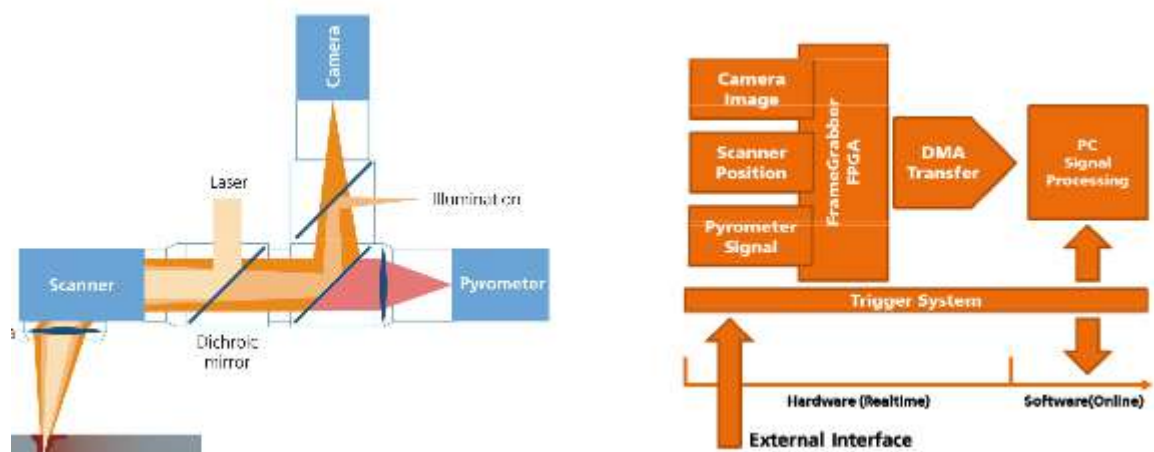 Camera
Laser
Illumination
Scanner
Pyrometer
Dichroic
mirror
Camera
Image
Scanner
Position
Pyrometer
Signal
FrameGrabber
FPGA
DMA
Transfer
PC
Signal
Processing
Trigger System
Hardware (Realtime)
Software(Online)
External Interface